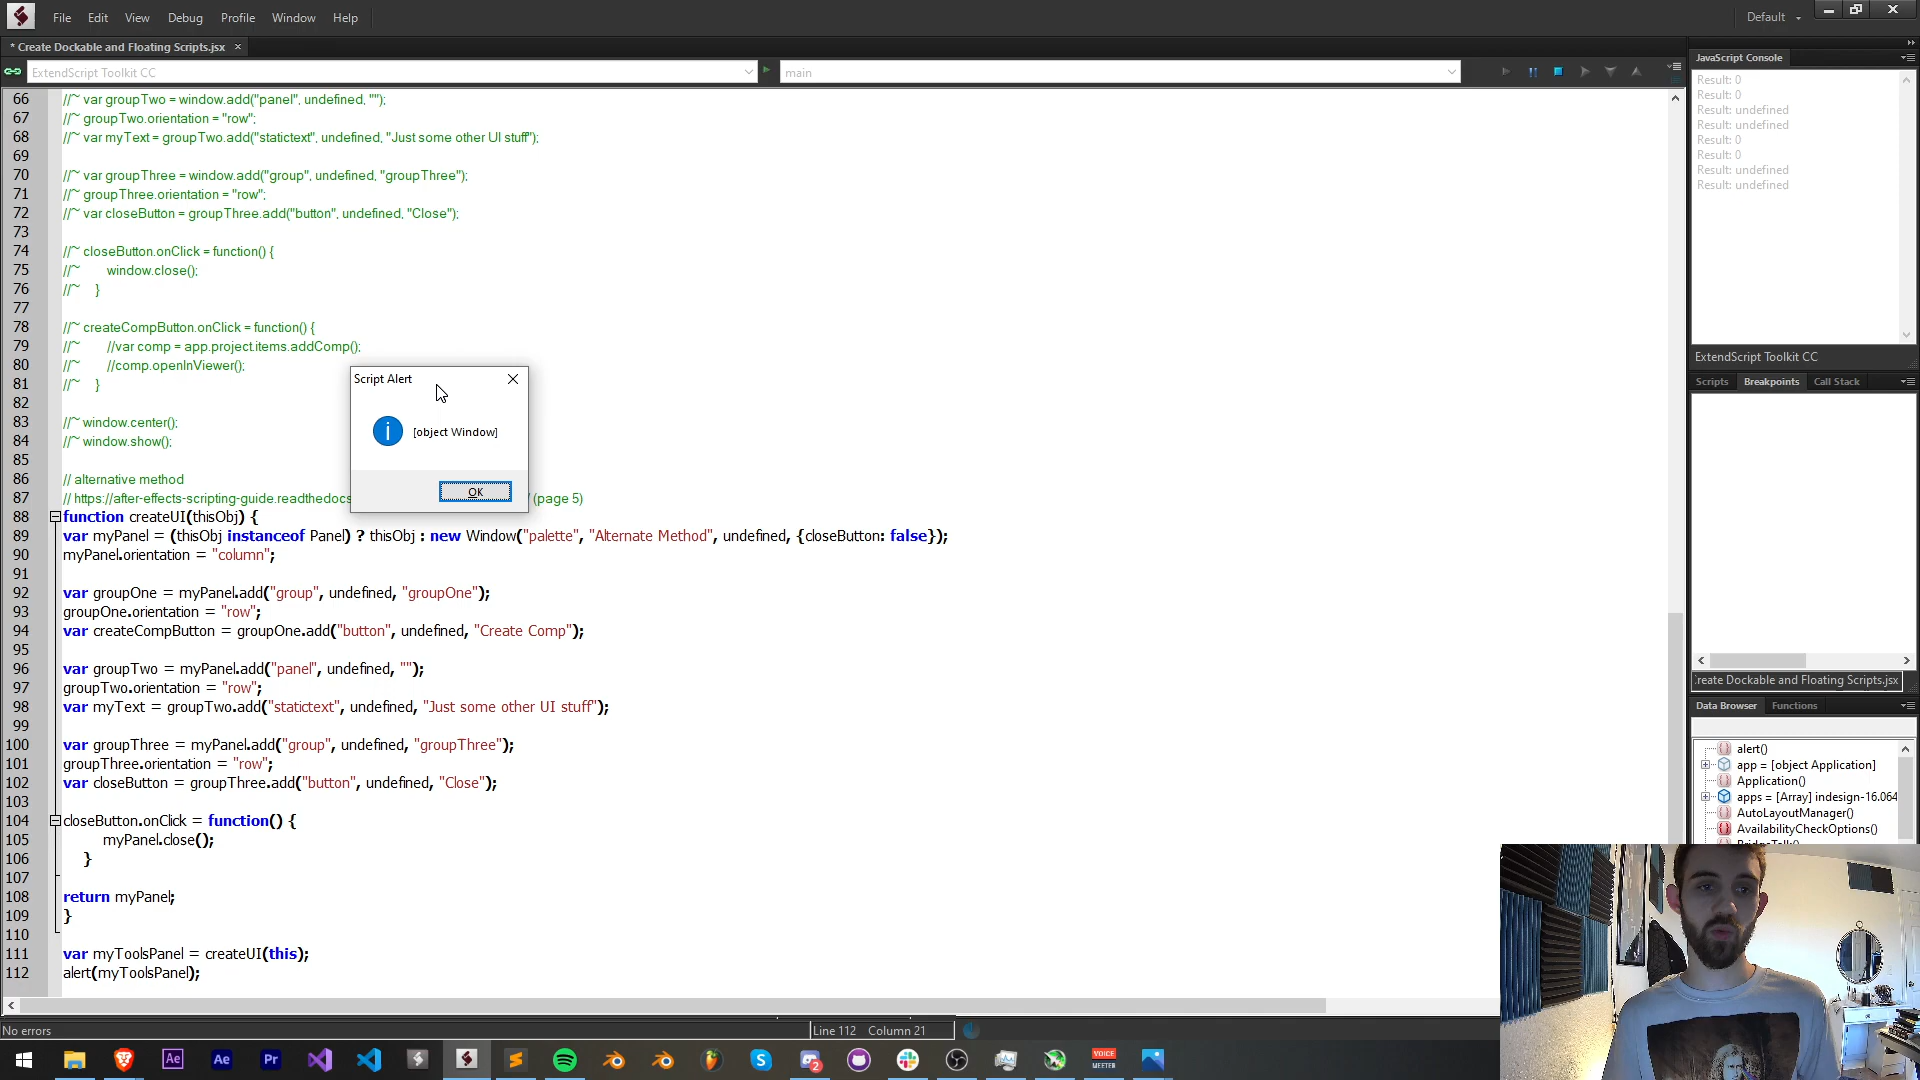 File Edit View Debug Profile Window Help
Default
* Create Dockable and Floating Scripts.jsx ×
ExtendScript Toolkit CC
main
66 //~ var groupTwo = window.add("panel", undefined, "");
67 //~ groupTwo.orientation = "row";
68 //~ var myText = groupTwo.add("statictext", undefined, "Just some other UI stuff");
69
70 //~ var groupThree = window.add("group", undefined, "groupThree");
71 //~ groupThree.orientation = "row";
72 //~ var closeButton = groupThree.add("button", undefined, "Close");
73
74 //~ closeButton.onClick = function() {
75 //~ window.close();
76 //~ }
77
78 //~ createCompButton.onClick = function() {
79 //~ //var comp = app.project.items.addComp();
80 //~ //comp.openInViewer();
81 //~ }
82
83 //~ window.center();
84 //~ window.show();
85
86 // alternative method
87 // https://after-effects-scripting-guide.readthedocs (page 5)
88 function createUI(thisObj) {
89 var myPanel = (thisObj instanceof Panel) ? thisObj : new Window("palette", "Alternate Method", undefined, {closeButton: false});
90 myPanel.orientation = "column";
91
92 var groupOne = myPanel.add("group", undefined, "groupOne");
93 groupOne.orientation = "row";
94 var createCompButton = groupOne.add("button", undefined, "Create Comp");
95
96 var groupTwo = myPanel.add("panel", undefined, "");
97 groupTwo.orientation = "row";
98 var myText = groupTwo.add("statictext", undefined, "Just some other UI stuff");
99
100 var groupThree = myPanel.add("group", undefined, "groupThree");
101 groupThree.orientation = "row";
102 var closeButton = groupThree.add("button", undefined, "Close");
103
104 closeButton.onClick = function() {
105 myPanel.close();
106 }
107
108 return myPanel;
109 }
110
111 var myToolsPanel = createUI(this);
112 alert(myToolsPanel);
Script Alert
[object Window]
OK
JavaScript Console
Result: 0
Result: 0
Result: undefined
Result: undefined
Result: 0
Result: 0
Result: undefined
Result: undefined
ExtendScript Toolkit CC
Scripts Breakpoints Call Stack
reate Dockable and Floating Scripts.jsx
Data Browser Functions
alert()
app = [object Application]
Application()
apps = [Array] indesign-16.064
AutoLayoutManager()
AvailabilityCheckOptions()
BridgeTalk()
No errors
Line 112 Column 21
Ae Ae Pr
2
VOICE
MEETER